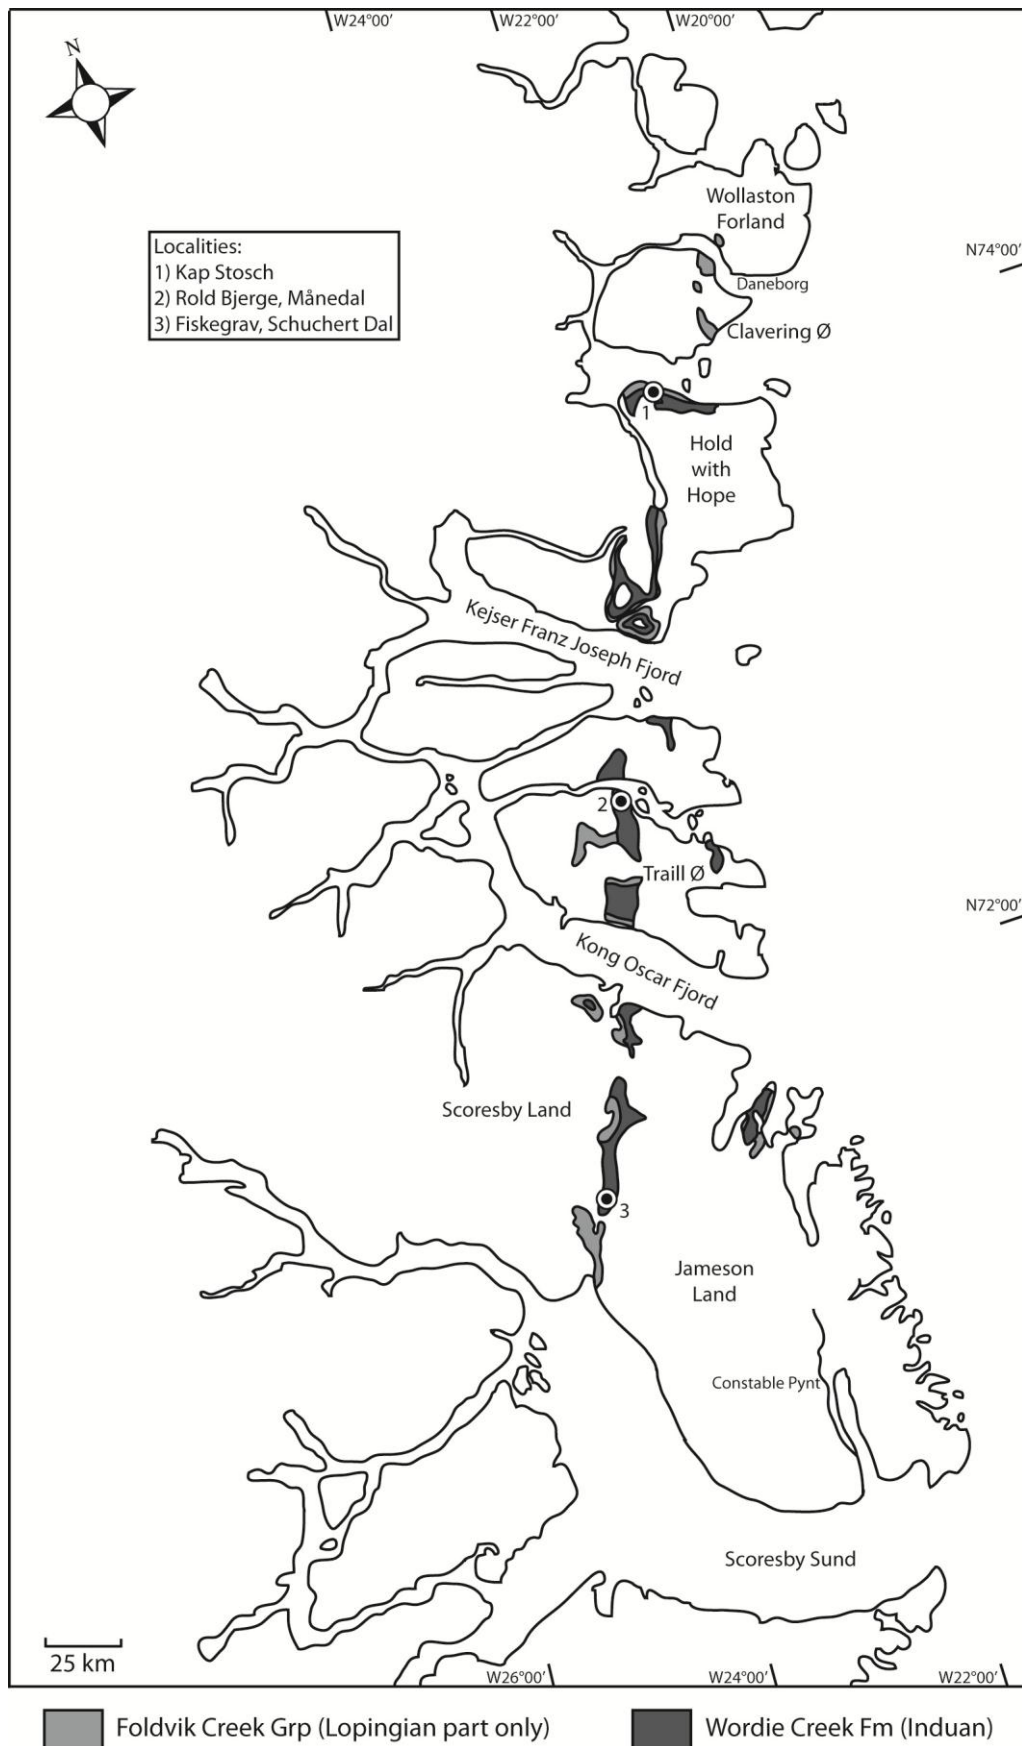 W24°00'
W22°00'
W20°00'
N
Wollaston
Forland
Localities:
1) Kap Stosch
2) Rold Bjerge, Månedal
3) Fiskegrav, Schuchert Dal
N74°00'
Daneborg
Clavering Ø
1
Hold
with
Hope
Kejser Franz Joseph Fjord
2
Traill Ø
N72°00'
Kong Oscar Fjord
Scoresby Land
3
Jameson
Land
Constable Pynt
Scoresby Sund
25 km
W26°00'
W24°00'
W22°00'
Foldvik Creek Grp (Lopingian part only)
Wordie Creek Fm (Induan)